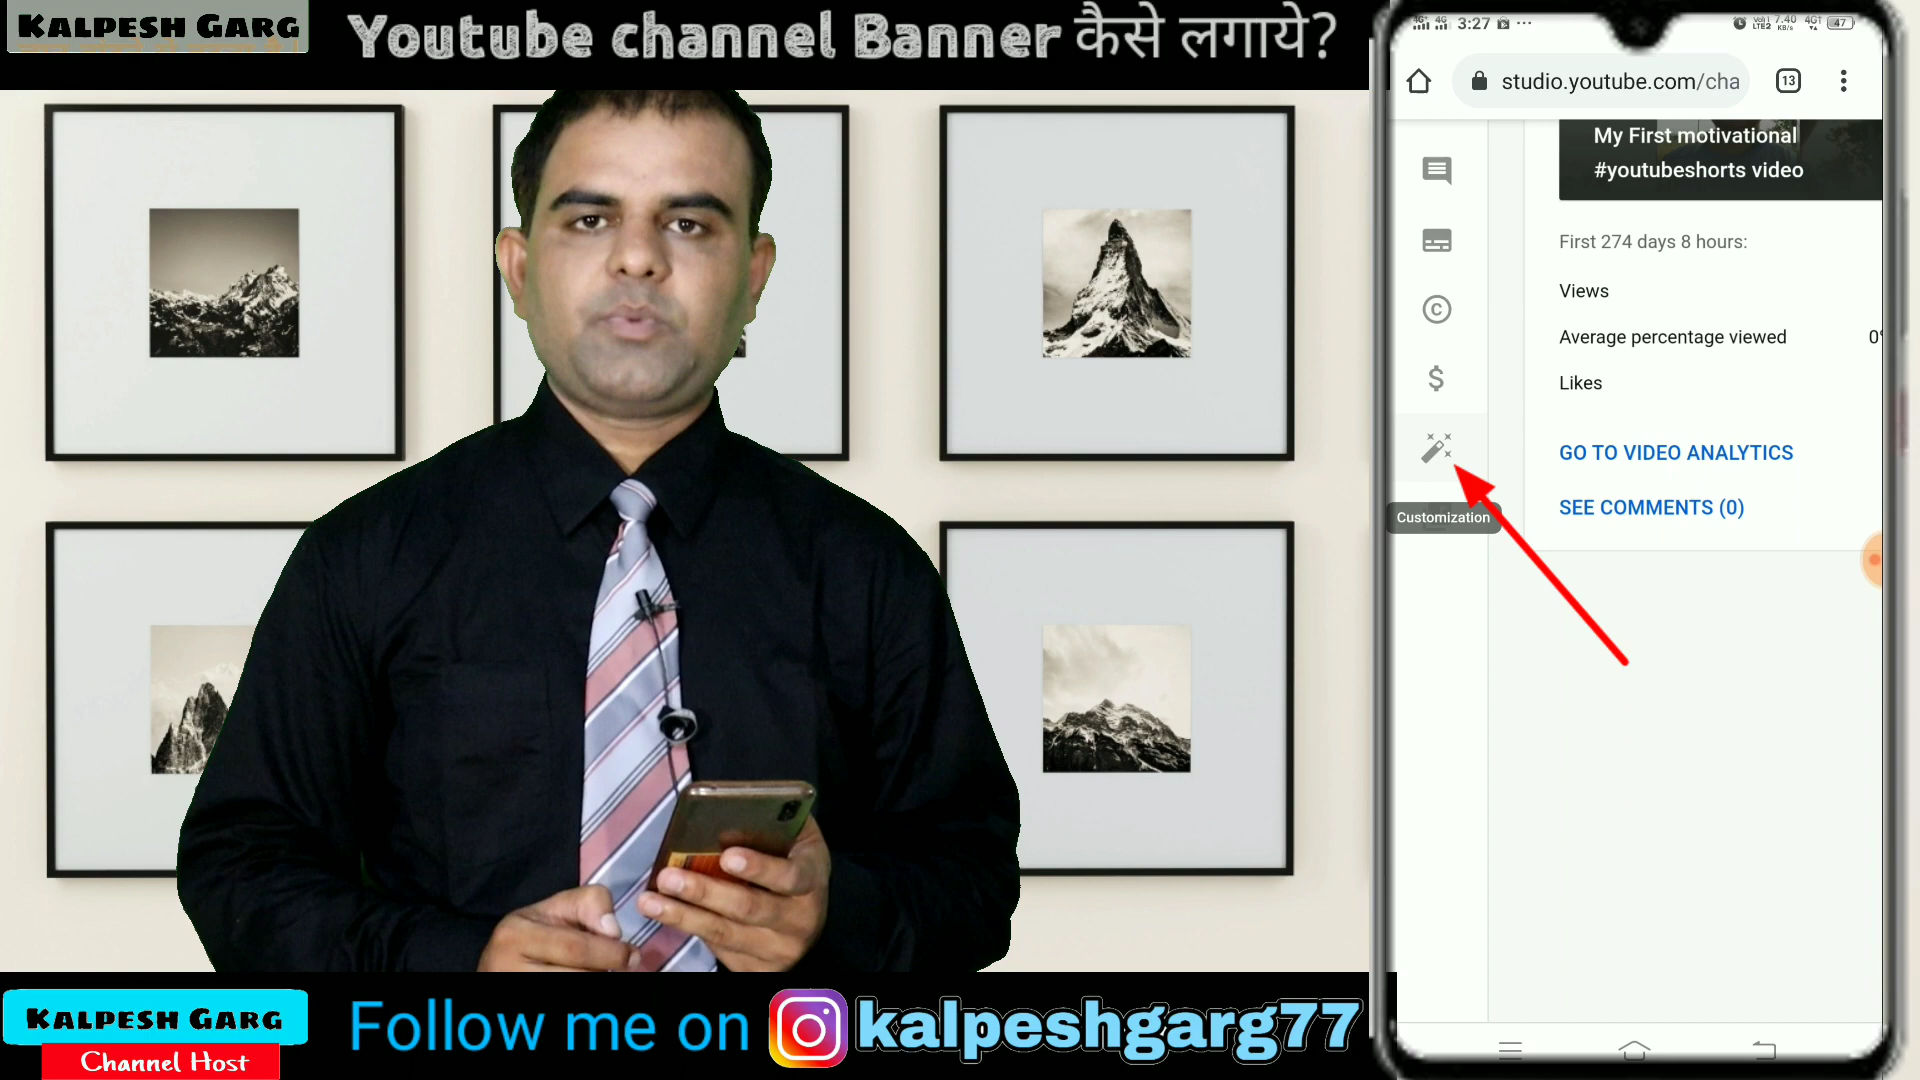 KALPESH GARG
Youtube channel Banner कैसे लगाये?
3:27
47
studio.youtube.com/cha
13
My First motivational
#youtubeshorts video
First 274 days 8 hours:
Views
Average percentage viewed
Likes
GO TO VIDEO ANALYTICS
Customization
SEE COMMENTS (0)
KALPESH GARG
Channel Host
Follow me on kalpeshgarg77